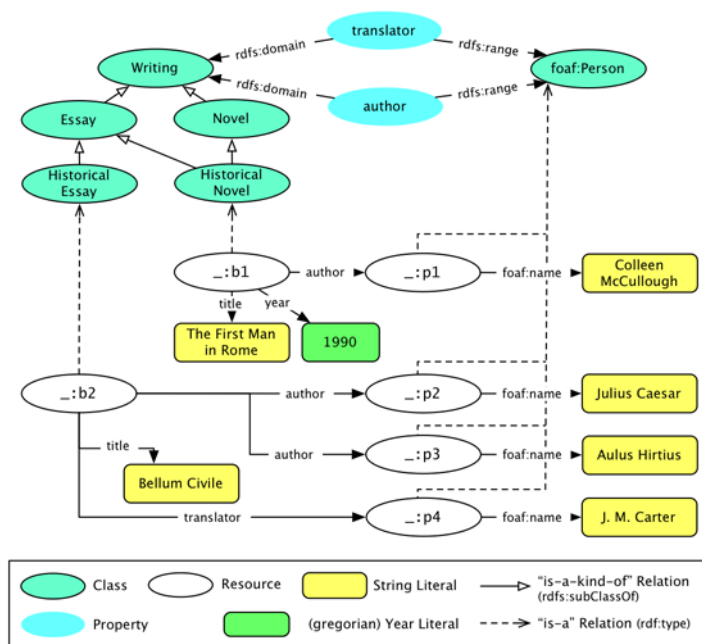 translator
rdfs:domain
rdfs:range
Writing
foaf:Person
rdfs:domain
rdfs:range
author
Essay
Novel
Historical
Essay
Historical
Novel
_:b1
author
_:p1
foaf:name
Colleen
McCullough
title
year
The First Man
in Rome
1990
_:b2
author
_:p2
foaf:name
Julius Caesar
title
author
_:p3
foaf:name
Aulus Hirtius
Bellum Civile
translator
_:p4
foaf:name
J. M. Carter
Class
Resource
String Literal
“is-a-kind-of” Relation
(rdfs:subClassOf)
Property
(gregorian) Year Literal
“is-a” Relation (rdf:type)